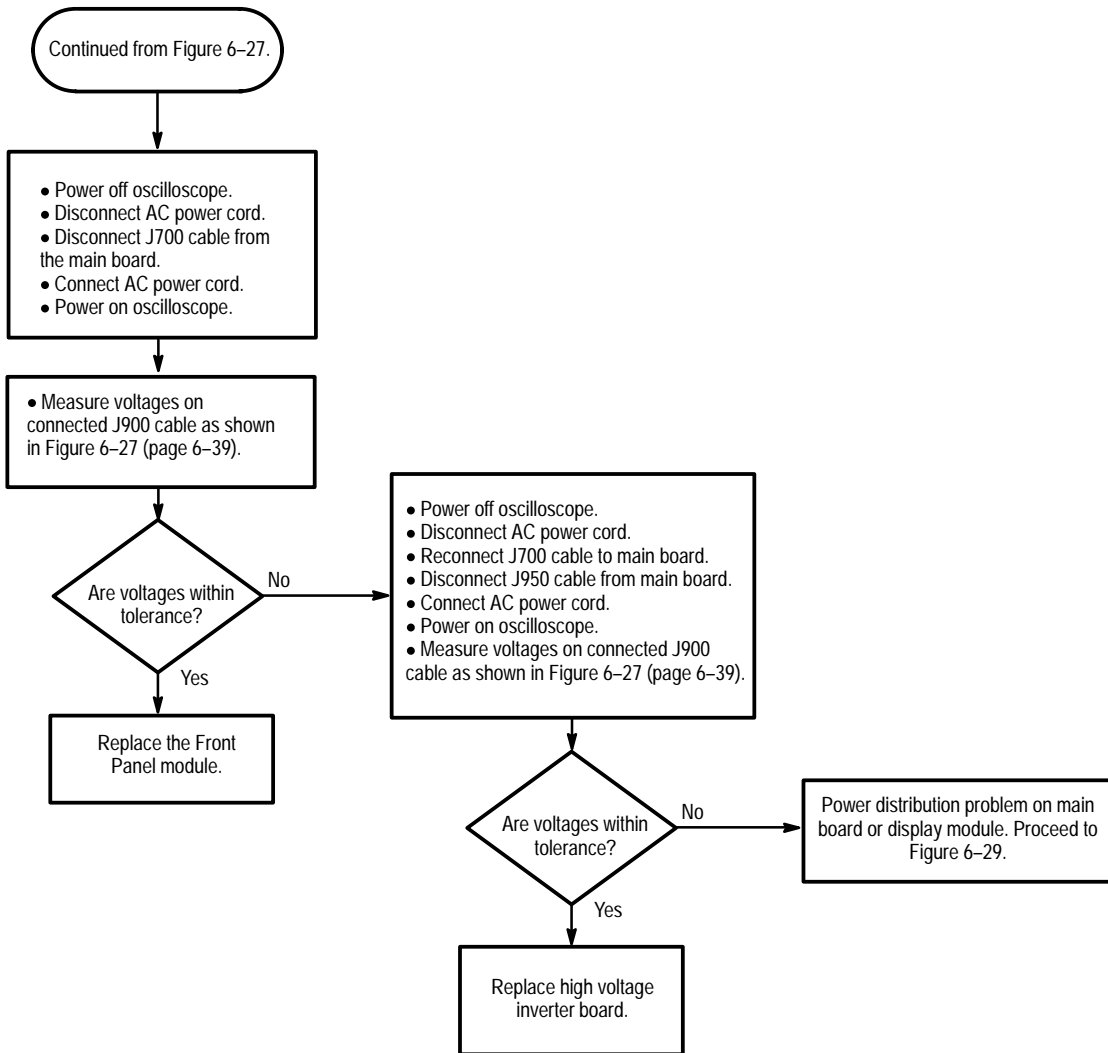 Continued from Figure 6–27.
● Power off oscilloscope.
● Disconnect AC power cord.
● Disconnect J700 cable from
the main board.
● Connect AC power cord.
● Power on oscilloscope.
● Measure voltages on
connected J900 cable as shown
in Figure 6–27 (page 6–39).
Are voltages within
tolerance?
No
Yes
Replace the Front
Panel module.
● Power off oscilloscope.
● Disconnect AC power cord.
● Reconnect J700 cable to main board.
● Disconnect J950 cable from main board.
● Connect AC power cord.
● Power on oscilloscope.
● Measure voltages on connected J900
cable as shown in Figure 6–27 (page 6–39).
Are voltages within
tolerance?
No
Power distribution problem on main
board or display module. Proceed to
Figure 6–29.
Yes
Replace high voltage
inverter board.